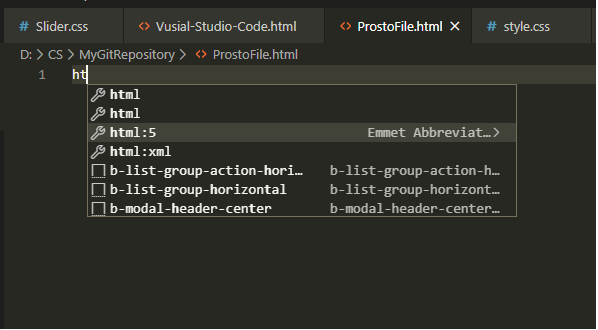 # Slider.css <> Vusial-Studio-Code.html <> ProstoFile.html × # style.css
D: > CS > MyGitRepository > <> ProstoFile.html
1 ht
html
html
html:5 Emmet Abbreviat…>
html:xml
b-list-group-action-hori… b-list-group-action-h…
b-list-group-horizontal b-list-group-horizont…
b-modal-header-center b-modal-header-center…